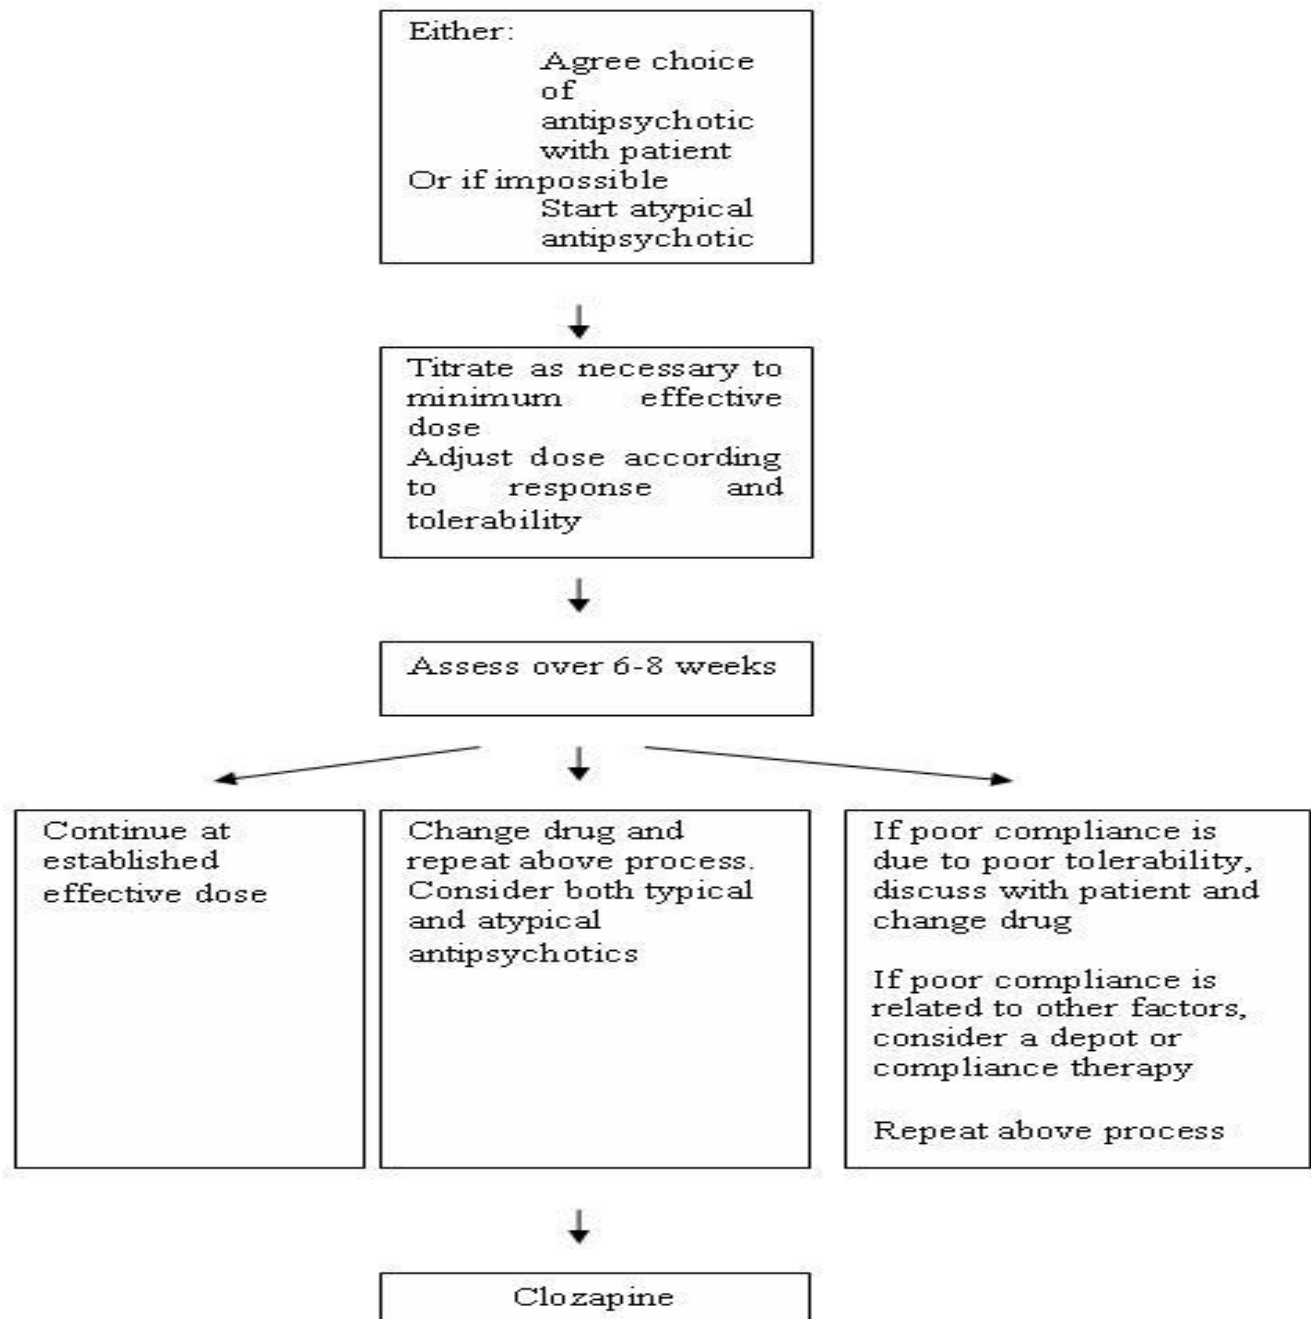 Either:
Agree choice
of
antipsychotic
with patient
Or if impossible
Start atypical
antipsychotic
Titrate as necessary to
minimum effective
dose
Adjust dose according
to response and
tolerability
Assess over 6-8 weeks
Continue at
established
effective dose
Change drug and
repeat above process.
Consider both typical
and atypical
antipsychotics
If poor compliance is
due to poor tolerability,
discuss with patient and
change drug
If poor compliance is
related to other factors,
consider a depot or
compliance therapy
Repeat above process
Clozapine